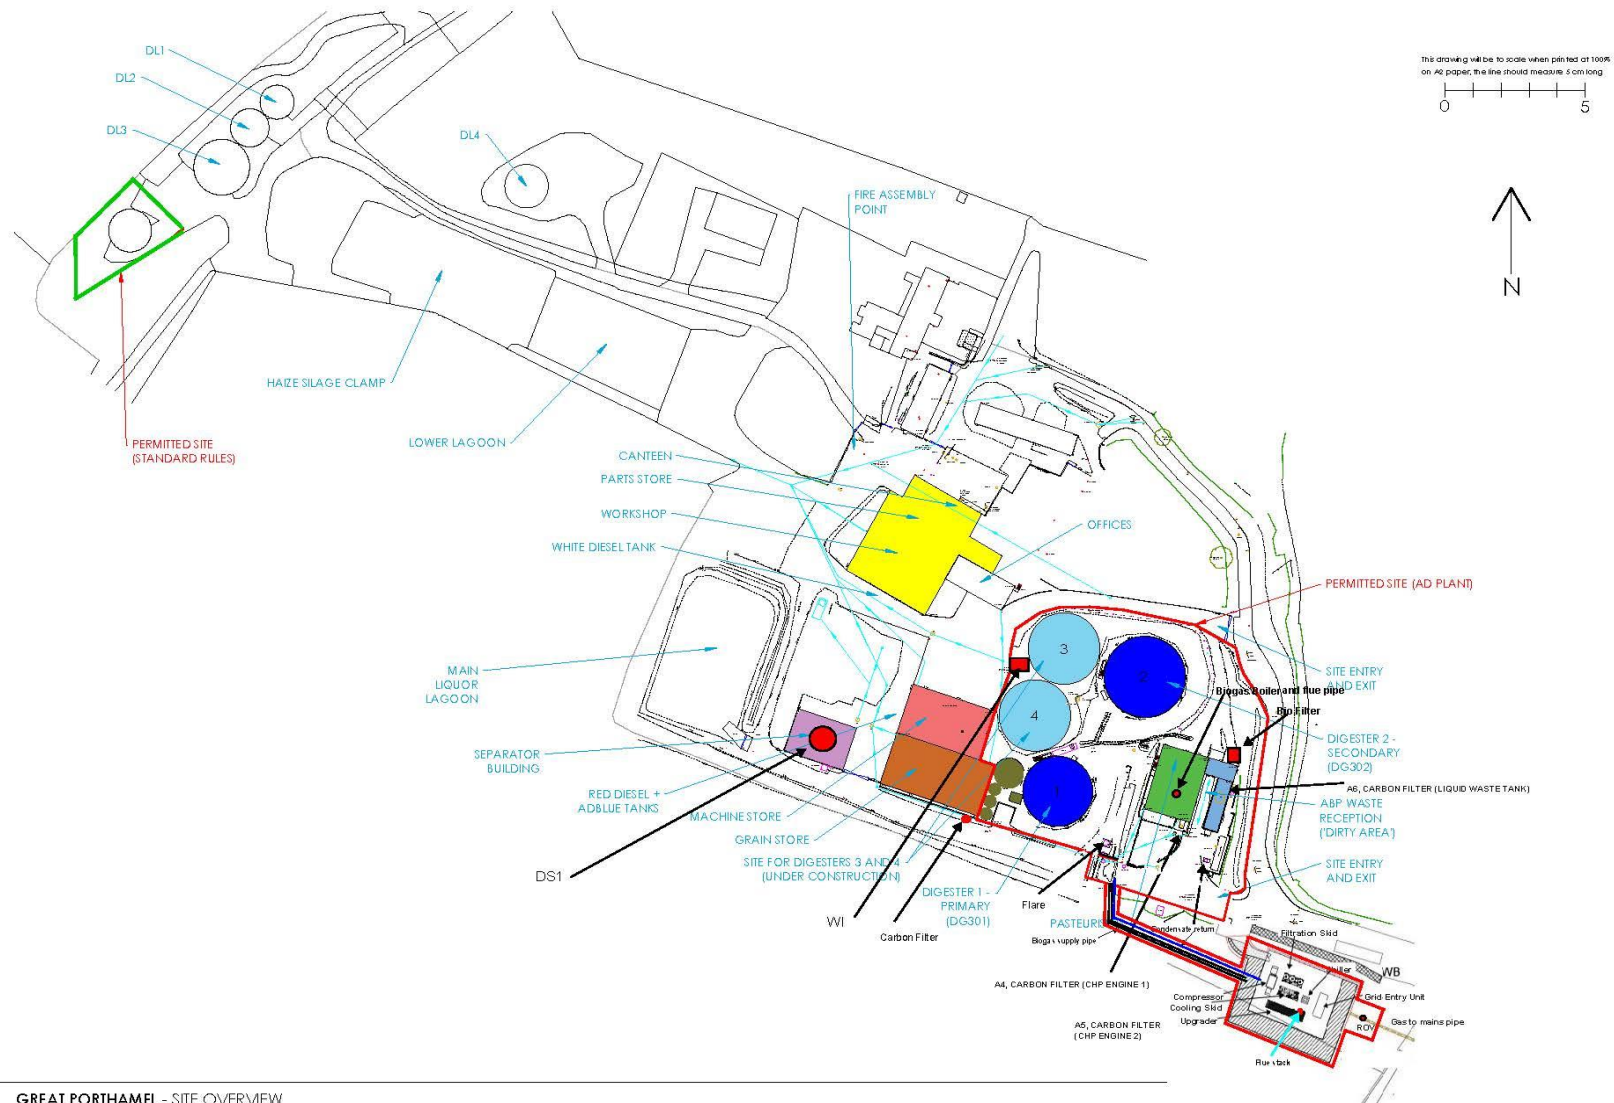 This drawing will be to scale when printed at 100%
on A2 paper, the line should measure 5 cm long
0 5
N
DL1
DL2
DL3
DL4
FIRE ASSEMBLY
POINT
HAIZE SILAGE CLAMP
PERMITTED SITE
(STANDARD RULES)
LOWER LAGOON
CANTEEN
PARTS STORE
WORKSHOP
WHITE DIESEL TANK
OFFICES
PERMITTED SITE (AD PLANT)
3
2
4
1
MAIN
LIQUOR
LAGOON
SITE ENTRY
AND EXIT
Biogas Boiler and flue pipe
Bio Filter
SEPARATOR
BUILDING
DIGESTER 2 -
SECONDARY
(DG302)
A6, CARBON FILTER (LIQUID WASTE TANK)
RED DIESEL +
ADBLUE TANKS
ABP WASTE
RECEPTION
('DIRTY AREA')
MACHINE STORE
GRAIN STORE
SITE FOR DIGESTERS 3 AND 4
(UNDER CONSTRUCTION)
SITE ENTRY
AND EXIT
DS1
DIGESTER 1 -
PRIMARY
(DG301)
Flare
WI
Carbon Filter
PASTEURIS
Condensate return
Biogas supply pipe
Filtration Skid
A4, CARBON FILTER (CHP ENGINE 1)
WB
Compressor
Cooling Skid
Upgrader
Grid Entry Unit
A5, CARBON FILTER
(CHP ENGINE 2)
ROV
Gas to mains pipe
Flue stack
GREAT PORTHAMEL - SITE OVERVIEW